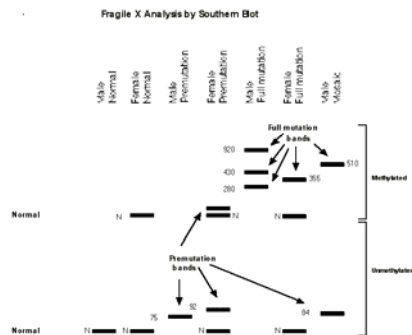 Fragile X Analysis by Southern Blot
Male
Normal
Female
Normal
Male
Premutation
Female
Premutation
Male
Full mutation
Female
Full mutation
Male
Mosaic
Full mutation
bands
920
430
280
355
510
Methylated
Normal
N
N
N
Premutation
bands
Unmethylated
75
92
84
Normal
N
N
N
N